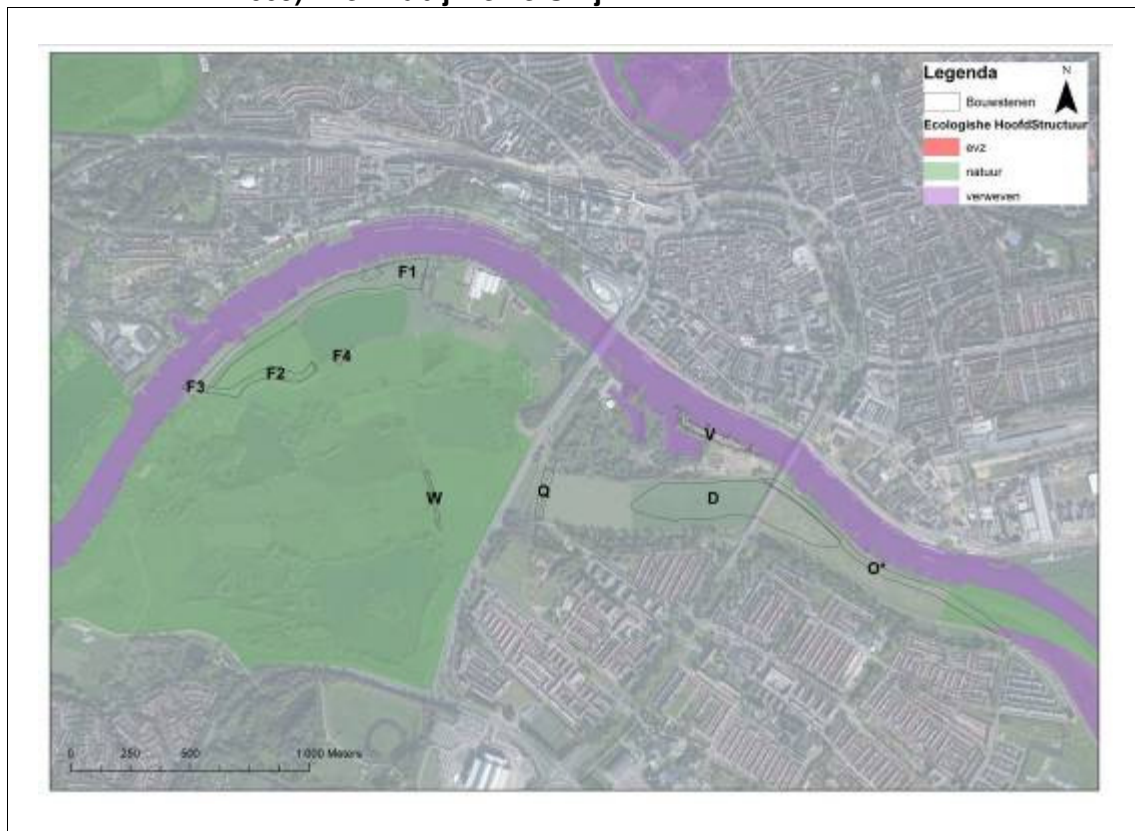 Legenda
N
Bouwstenen
Ecologishe HoofdStructuur
evz
natuur
verweven
F1
F4
F2
F3
V
W
Q
D
O*
0 250 500 1.000 Meters